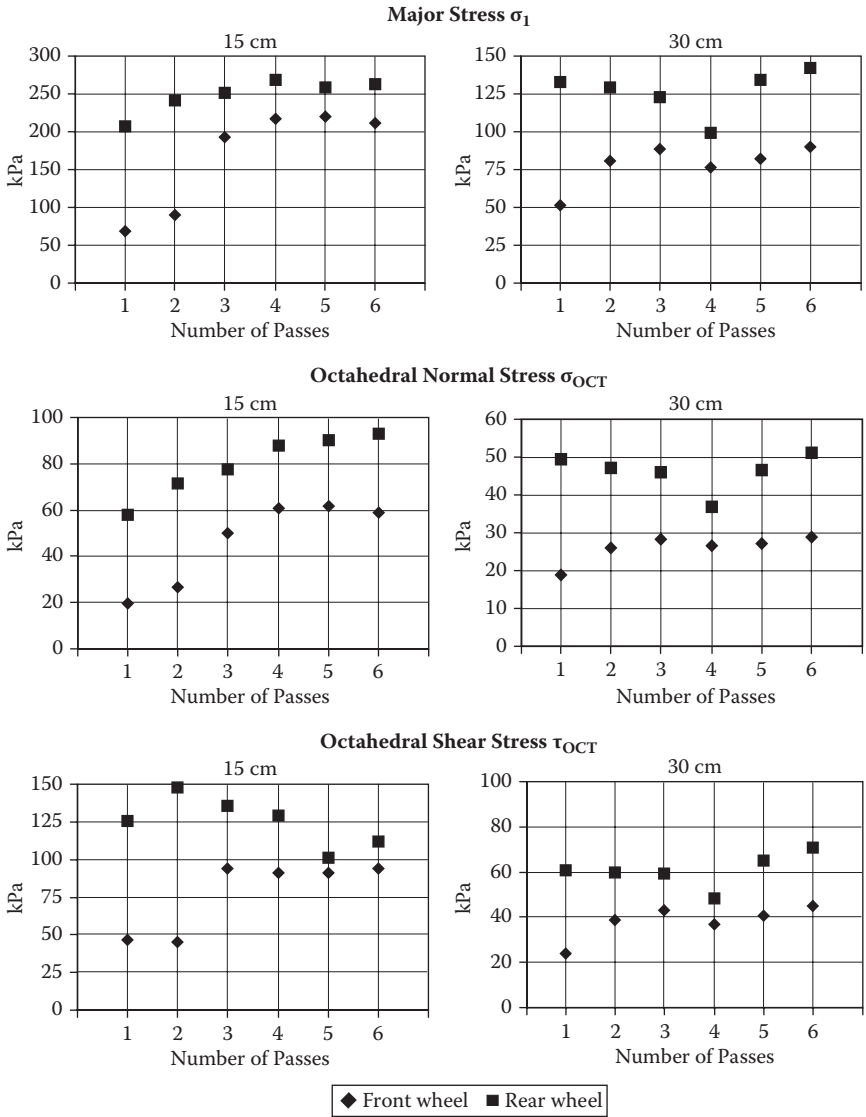 Major Stress σ1
15 cm
300
250
200
150
100
50
0
kPa
1 2 3 4 5 6
Number of Passes
30 cm
150
125
100
75
50
25
0
kPa
1 2 3 4 5 6
Number of Passes
Octahedral Normal Stress σOCT
15 cm
100
80
60
40
20
0
kPa
1 2 3 4 5 6
Number of Passes
30 cm
60
50
40
30
20
10
0
kPa
1 2 3 4 5 6
Number of Passes
Octahedral Shear Stress τOCT
15 cm
150
125
100
75
50
25
0
kPa
1 2 3 4 5 6
Number of Passes
30 cm
100
80
60
40
20
0
kPa
1 2 3 4 5 6
Number of Passes
Front wheel Rear wheel